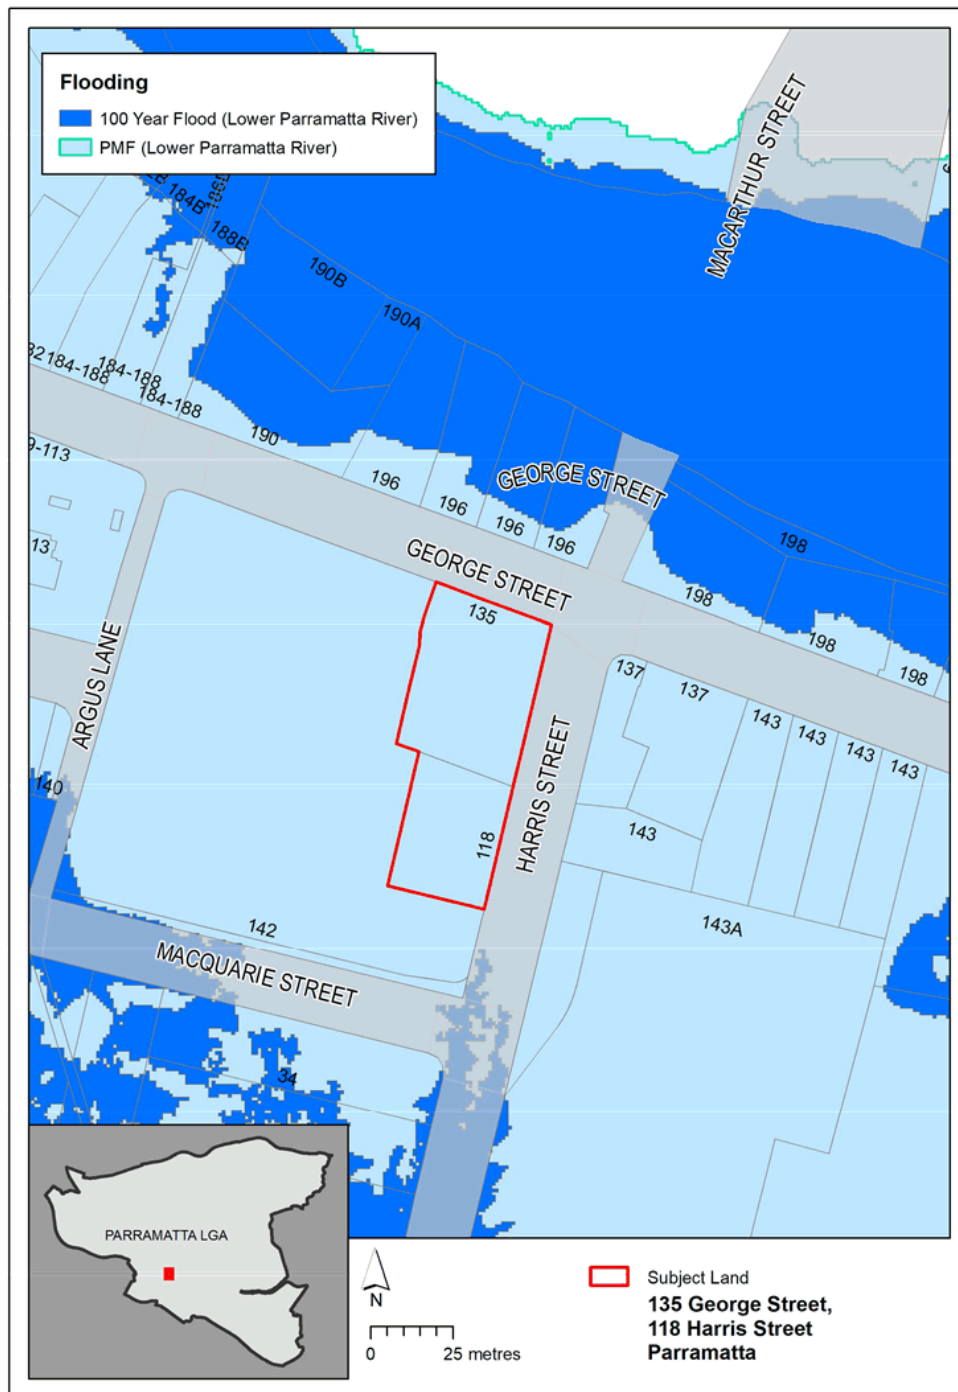 Flooding
100 Year Flood (Lower Parramatta River)
PMF (Lower Parramatta River)
MACARTHUR STREET
184B
188B
190B
190A
184-188
184-188
184-188
190
196
196
196
196
GEORGE STREET
198
9-113
GEORGE STREET
198
198
198
13
135
137
137
143
143
143
143
ARGUS LANE
HARRIS STREET
140
118
143
143A
142
MACQUARIE STREET
34
PARRAMATTA LGA
N
0 25 metres
Subject Land
135 George Street,
118 Harris Street
Parramatta